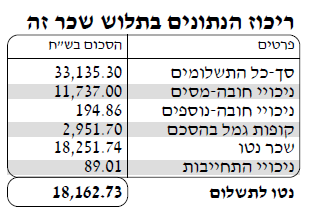 ריכוז הנתונים בתלוש שכר זה
פרטים הסכום בש"ח
סך-כל התשלומים 33,135.30
ניכויי חובה-מסים 11,737.00
ניכויי חובה-נוספים 194.86
קופות גמל בהסכם 2,951.70
שכר נטו 18,251.74
ניכויי התחייבות 89.01
נטו לתשלום 18,162.73